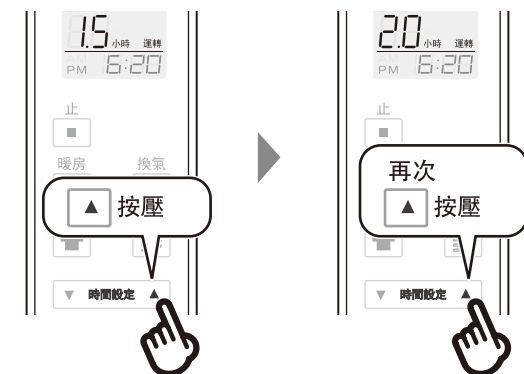 1.5 小時 運轉
PM 6:20
止
暖房 換氣
▲ 按壓
▼ 時間設定 ▲
2.0 小時 運轉
PM 6:20
止
再次
▲ 按壓
▼ 時間設定 ▲